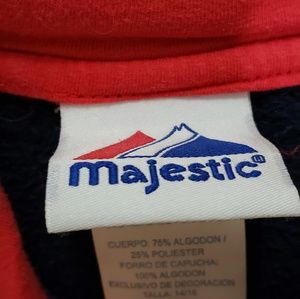 majestic
CUERPO: 75% ALGODON /
25% POLIESTER
FORRO DE CAPUCHA:
100% ALGODON
EXCLUSIVO DE DECORACION
TALLA: 14/16